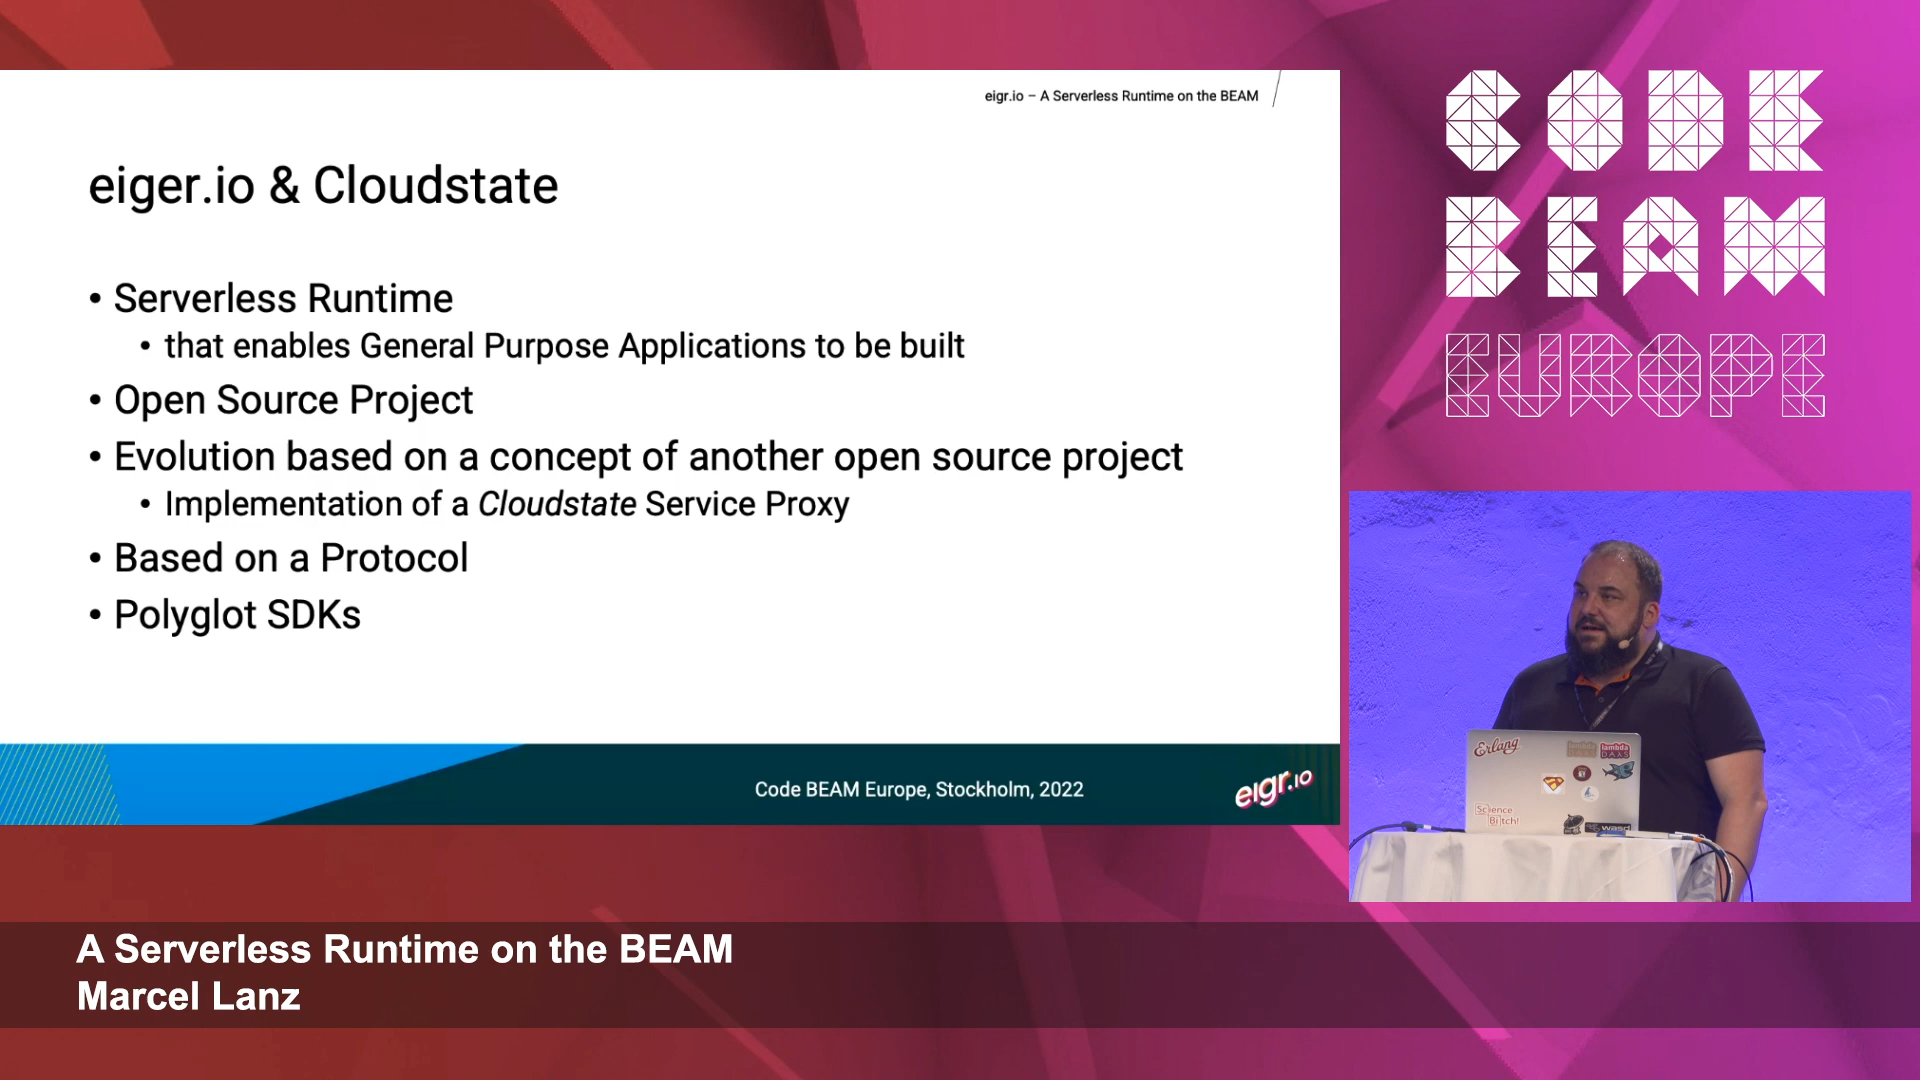 eigr.io – A Serverless Runtime on the BEAM
eiger.io & Cloudstate
• Serverless Runtime
• that enables General Purpose Applications to be built
• Open Source Project
• Evolution based on a concept of another open source project
• Implementation of a Cloudstate Service Proxy
• Based on a Protocol
• Polyglot SDKs
Code BEAM Europe, Stockholm, 2022
eigr.io
CODE
BEAM
EUROPE
Erlang
lambda
DAYS
Science
Bitch!
wasd
A Serverless Runtime on the BEAM
Marcel Lanz